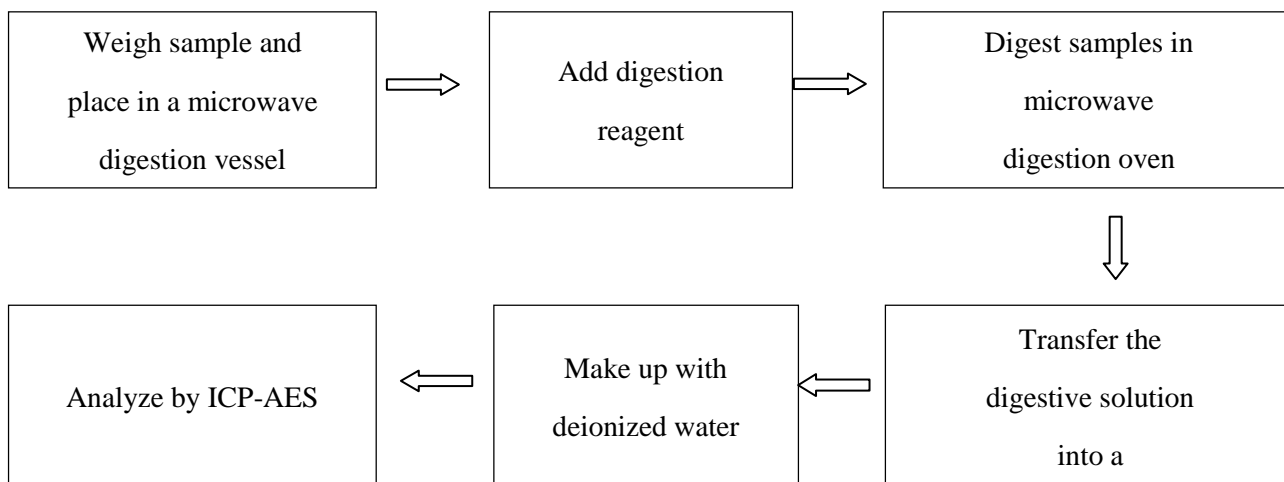 Weigh sample and
place in a microwave
digestion vessel
Add digestion
reagent
Digest samples in
microwave
digestion oven
Transfer the
digestive solution
into a
Make up with
deionized water
Analyze by ICP-AES